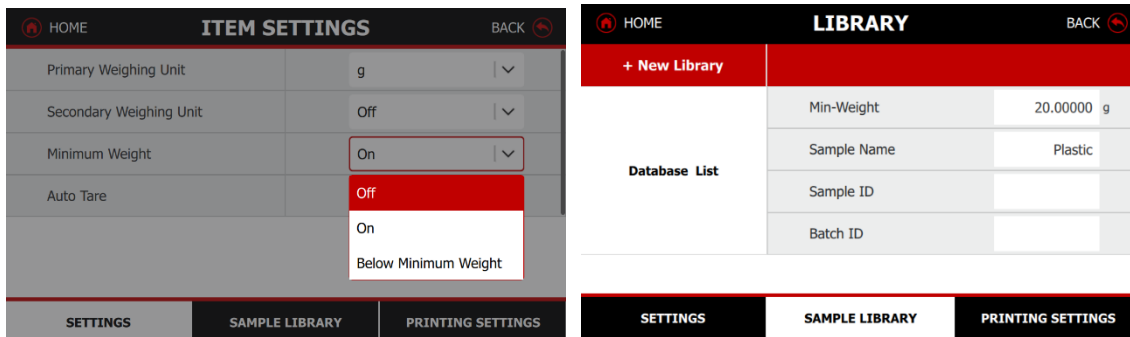 HOME ITEM SETTINGS BACK
Primary Weighing Unit g
Secondary Weighing Unit Off
Minimum Weight On
Auto Tare
Off
On
Below Minimum Weight
SETTINGS SAMPLE LIBRARY PRINTING SETTINGS
HOME LIBRARY BACK
+ New Library
Database List
Min-Weight 20.00000 g
Sample Name Plastic
Sample ID
Batch ID
SETTINGS SAMPLE LIBRARY PRINTING SETTINGS